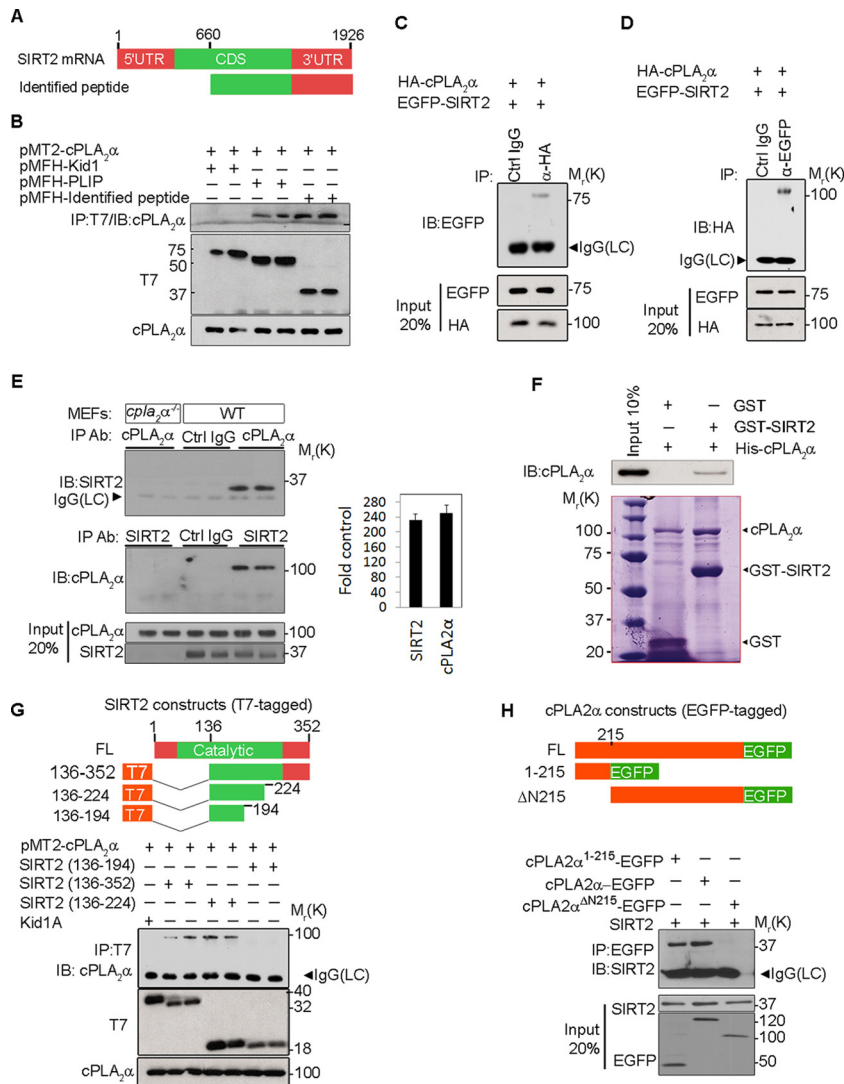 A
1 660 1926
SIRT2 mRNA 5'UTR CDS 3'UTR
Identified peptide
B
pMT2-cPLA₂α + + + + + +
pMFH-Kid1 + + − − − −
pMFH-PLIP − − + + − −
pMFH-Identified peptide − − − − + +
IP:T7/IB:cPLA₂α
75
50
T7
37
cPLA₂α
C
HA-cPLA₂α + +
EGFP-SIRT2 + +
IP: Ctrl IgG α-HA Mr(K)
75
IB:EGFP
IgG(LC)
Input 20%
EGFP 75
HA 100
D
HA-cPLA₂α + +
EGFP-SIRT2 + +
IP: Ctrl IgG α-EGFP Mr(K)
100
IB:HA
IgG(LC)
Input 20%
EGFP 75
HA 100
E
MEFs: cpla₂α-/- WT
IP Ab: cPLA₂α Ctrl IgG cPLA₂α
Mr(K)
IB:SIRT2 37
IgG(LC)
IP Ab: SIRT2 Ctrl IgG SIRT2
IB:cPLA₂α 100
Input 20%
cPLA₂α 100
SIRT2 37
Fold control
280
240
200
160
120
80
40
0
SIRT2 cPLA2α
F
Input 10% + − GST
− + GST-SIRT2
+ + His-cPLA₂α
IB:cPLA₂α
Mr(K)
100 cPLA₂α
75
GST-SIRT2
50
37
GST
20
G
SIRT2 constructs (T7-tagged)
1 136 352
FL Catalytic
136-352 T7
136-224 T7 224
136-194 T7 194
pMT2-cPLA₂α + + + + + + +
SIRT2 (136-194) − − − − − + +
SIRT2 (136-352) − + + − − − −
SIRT2 (136-224) − − − + + − −
Kid1A + − − − − − −
Mr(K)
IP:T7 100
IB: cPLA₂α IgG(LC)
40
32
T7
18
cPLA₂α 100
H
cPLA2α constructs (EGFP-tagged)
215
FL EGFP
1-215 EGFP
ΔN215 EGFP
cPLA2α1-215-EGFP + − −
cPLA2α–EGFP − + −
cPLA2αΔN215-EGFP − − +
SIRT2 + + + Mr(K)
IP:EGFP 37
IB:SIRT2 IgG(LC)
Input 20%
SIRT2 37
120
100
EGFP 50